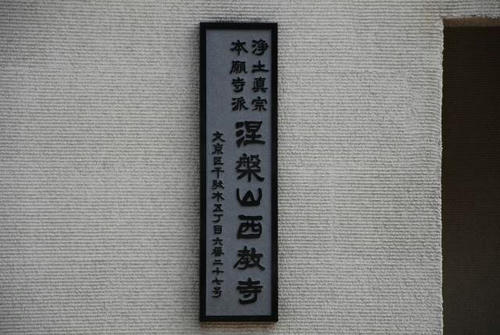 浄土真宗
本願寺派
涅槃山西教寺
文京区千駄木五丁目六番二十七号